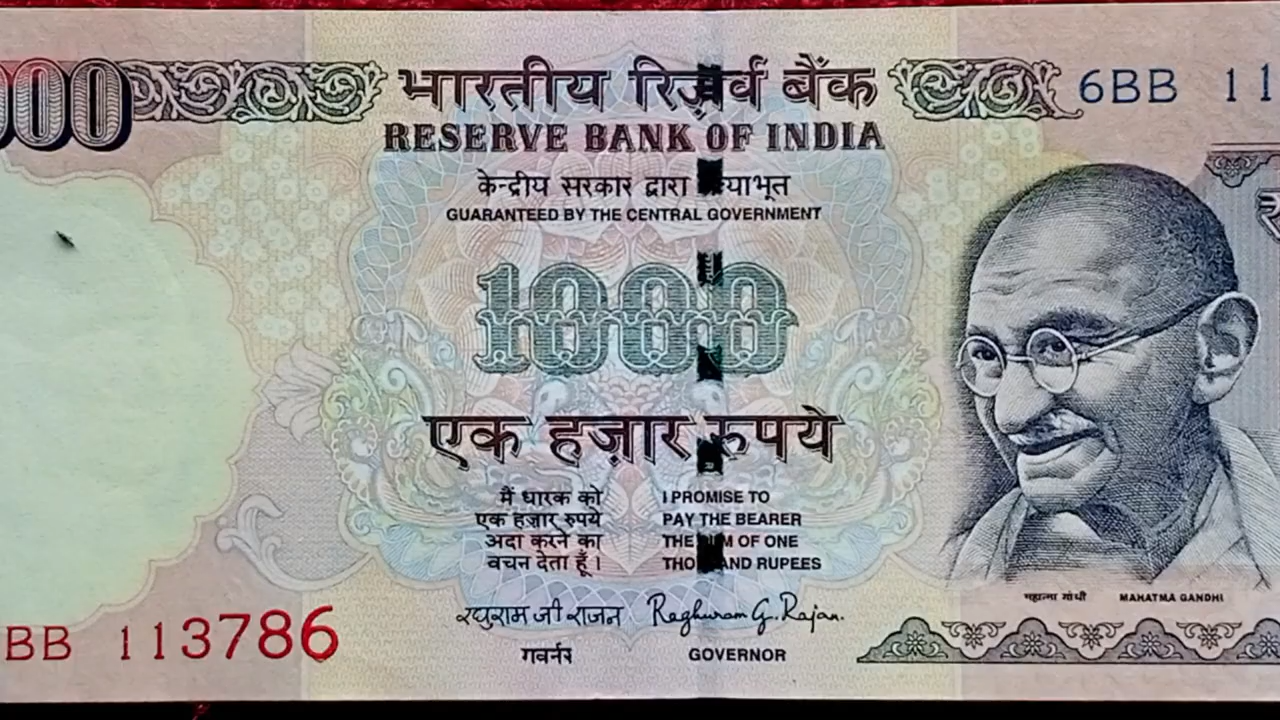 000
भारतीय रिज़र्व बैंक
6BB 11
RESERVE BANK OF INDIA
केन्द्रीय सरकार द्वारा प्रत्याभूत
GUARANTEED BY THE CENTRAL GOVERNMENT
₹
1000
एक हज़ार रुपये
मैं धारक को
एक हज़ार रुपये
अदा करने का
वचन देता हूँ।
I PROMISE TO
PAY THE BEARER
THE SUM OF ONE
THOUSAND RUPEES
रघुराम जी राजन
Raghuram G. Rajan.
गवर्नर
GOVERNOR
महात्मा गांधी
MAHATMA GANDHI
BB 113786